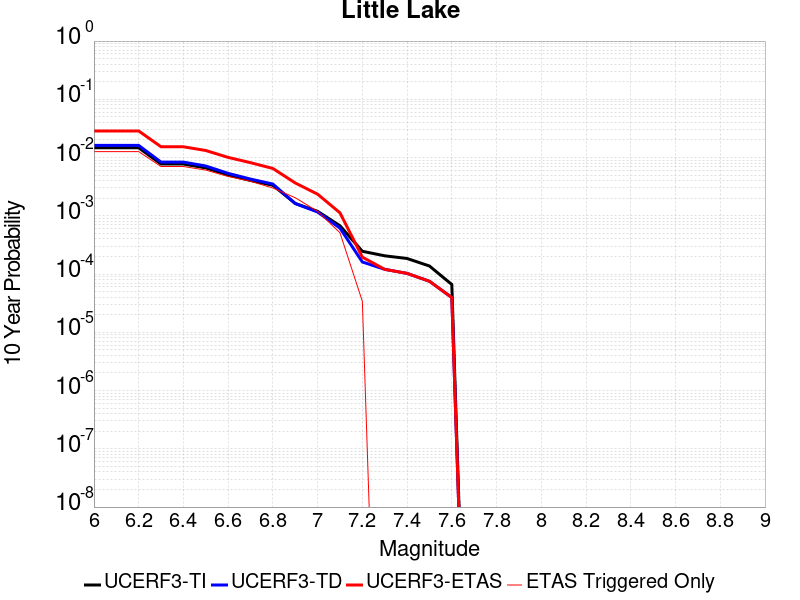 Little Lake
10^0
10^-1
10^-2
10^-3
10^-4
10^-5
10^-6
10^-7
10^-8
10 Year Probability
6 6.2 6.4 6.6 6.8 7 7.2 7.4 7.6 7.8 8 8.2 8.4 8.6 8.8 9
Magnitude
UCERF3-TI UCERF3-TD UCERF3-ETAS ETAS Triggered Only